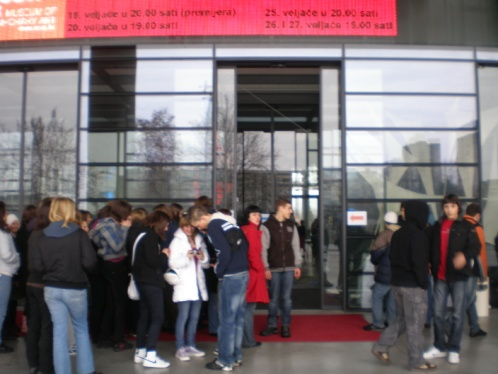 18. veljače u 20.00 sati (premijera)
20. veljače u 19.00 sati
25. veljače u 20.00 sati
26. i 27. veljače 19.00 sati
MUSEUM OF